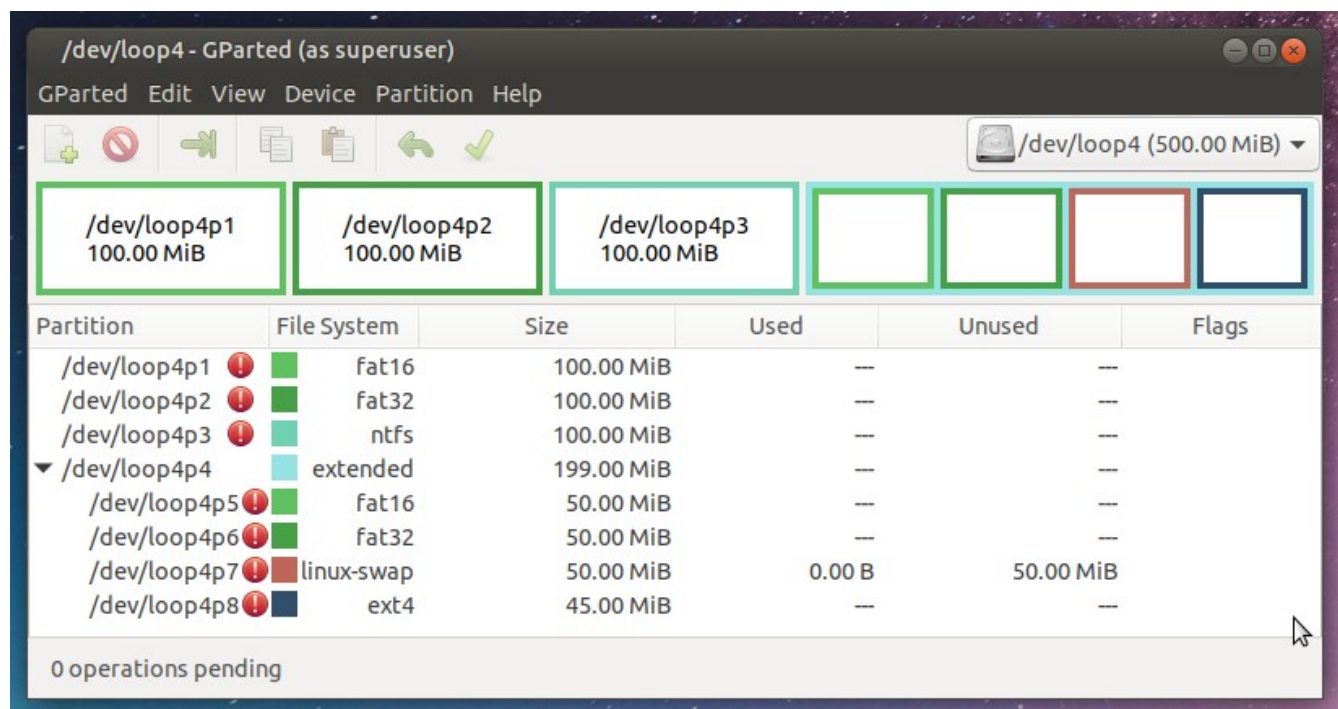 /dev/loop4 - GParted (as superuser)
GParted Edit View Device Partition Help
/dev/loop4 (500.00 MiB)
/dev/loop4p1 /dev/loop4p2 /dev/loop4p3
100.00 MiB 100.00 MiB 100.00 MiB
Partition File System Size Used Unused Flags
/dev/loop4p1 fat16 100.00 MiB --- ---
/dev/loop4p2 fat32 100.00 MiB --- ---
/dev/loop4p3 ntfs 100.00 MiB --- ---
/dev/loop4p4 extended 199.00 MiB --- ---
/dev/loop4p5 fat16 50.00 MiB --- ---
/dev/loop4p6 fat32 50.00 MiB --- ---
/dev/loop4p7 linux-swap 50.00 MiB 0.00 B 50.00 MiB
/dev/loop4p8 ext4 45.00 MiB --- ---
0 operations pending